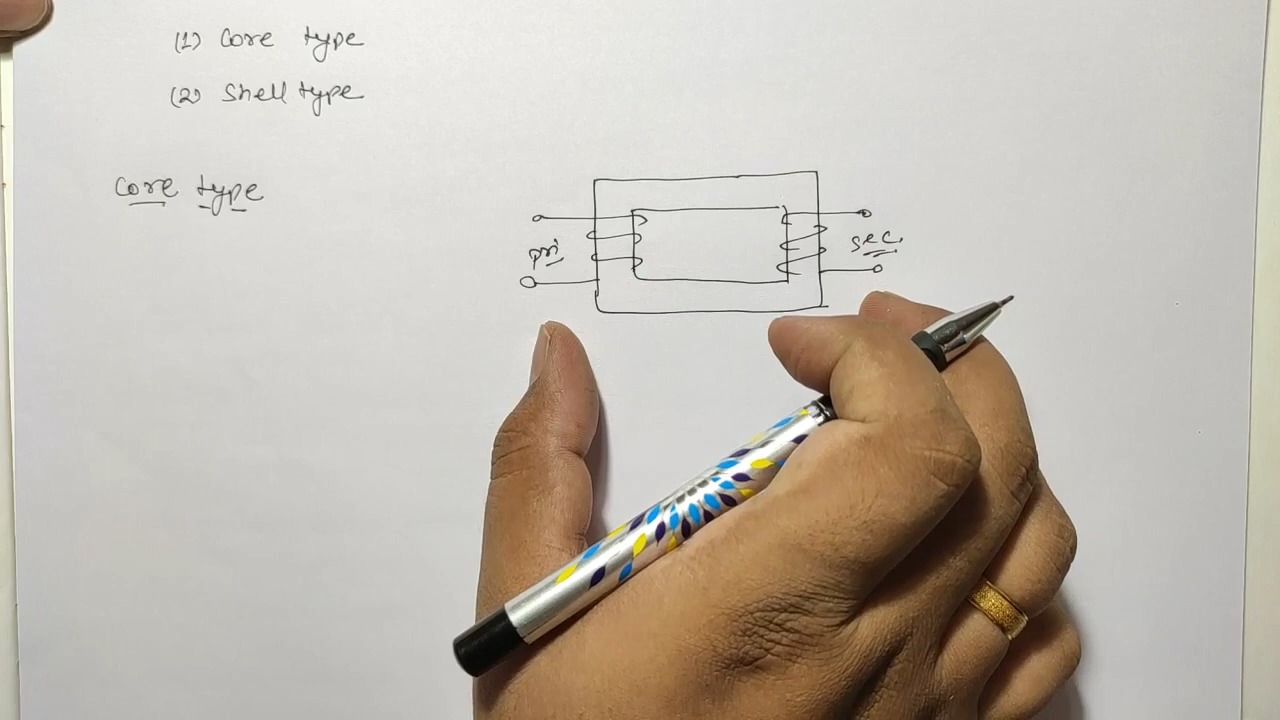 (1) Core type
(2) Shell type
Core type
pri
sec